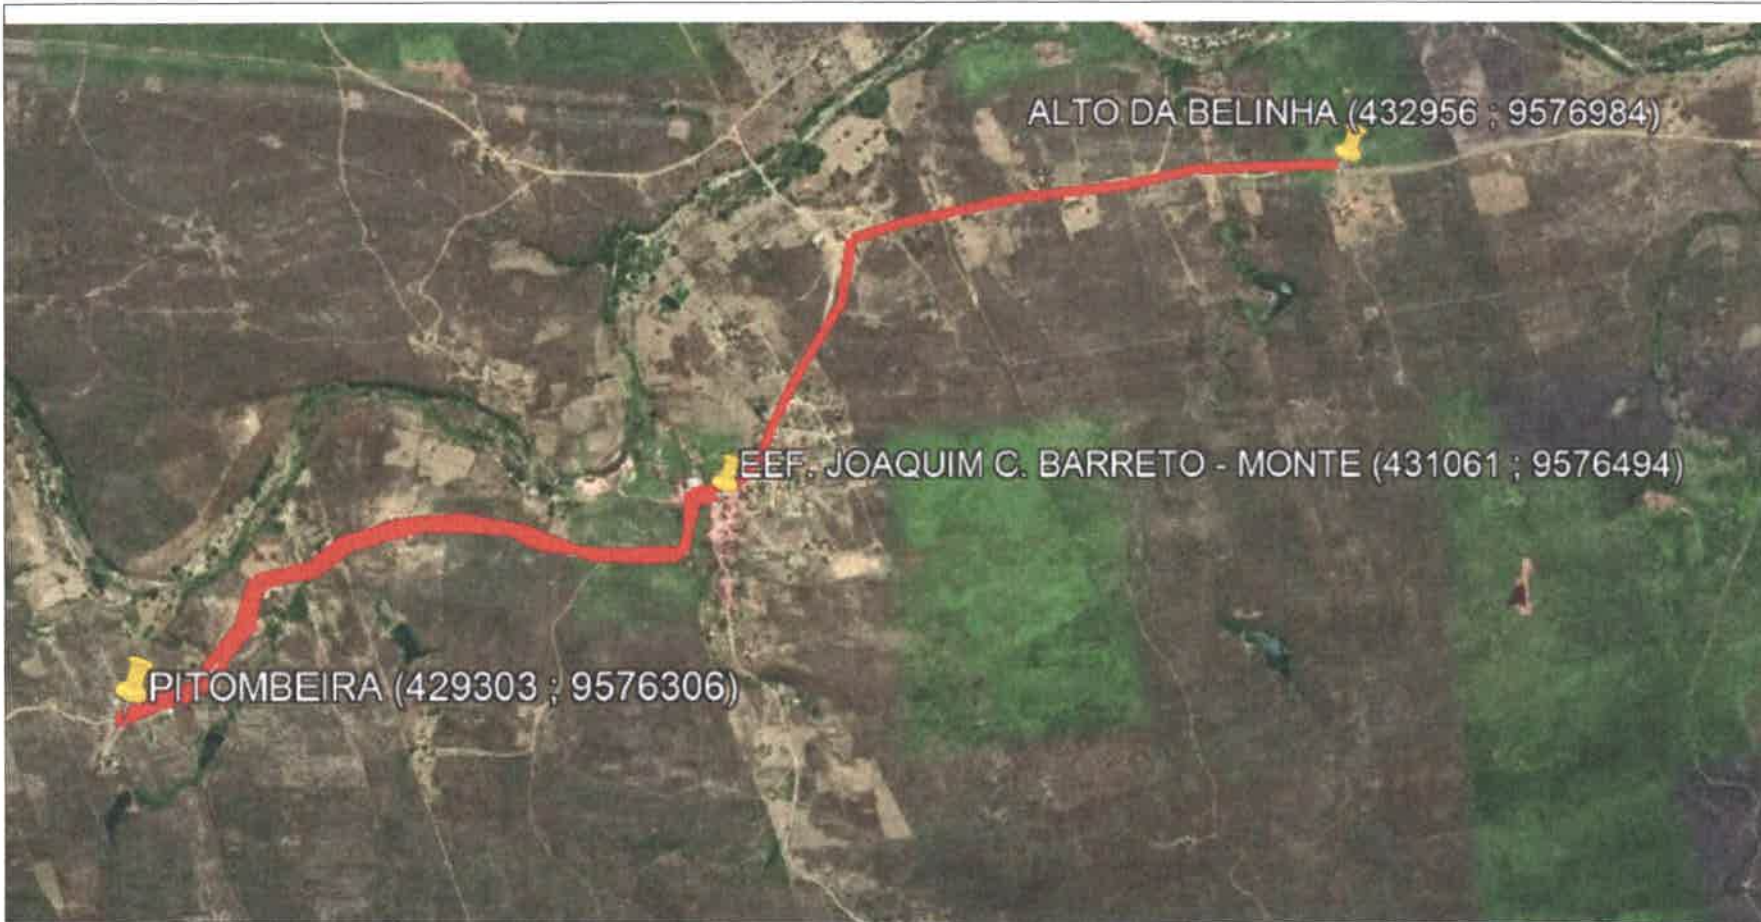 ALTO DA BELINHA (432956 ; 9576984)
EEF. JOAQUIM C. BARRETO - MONTE (431061 ; 9576494)
PITOMBEIRA (429303 ; 9576306)